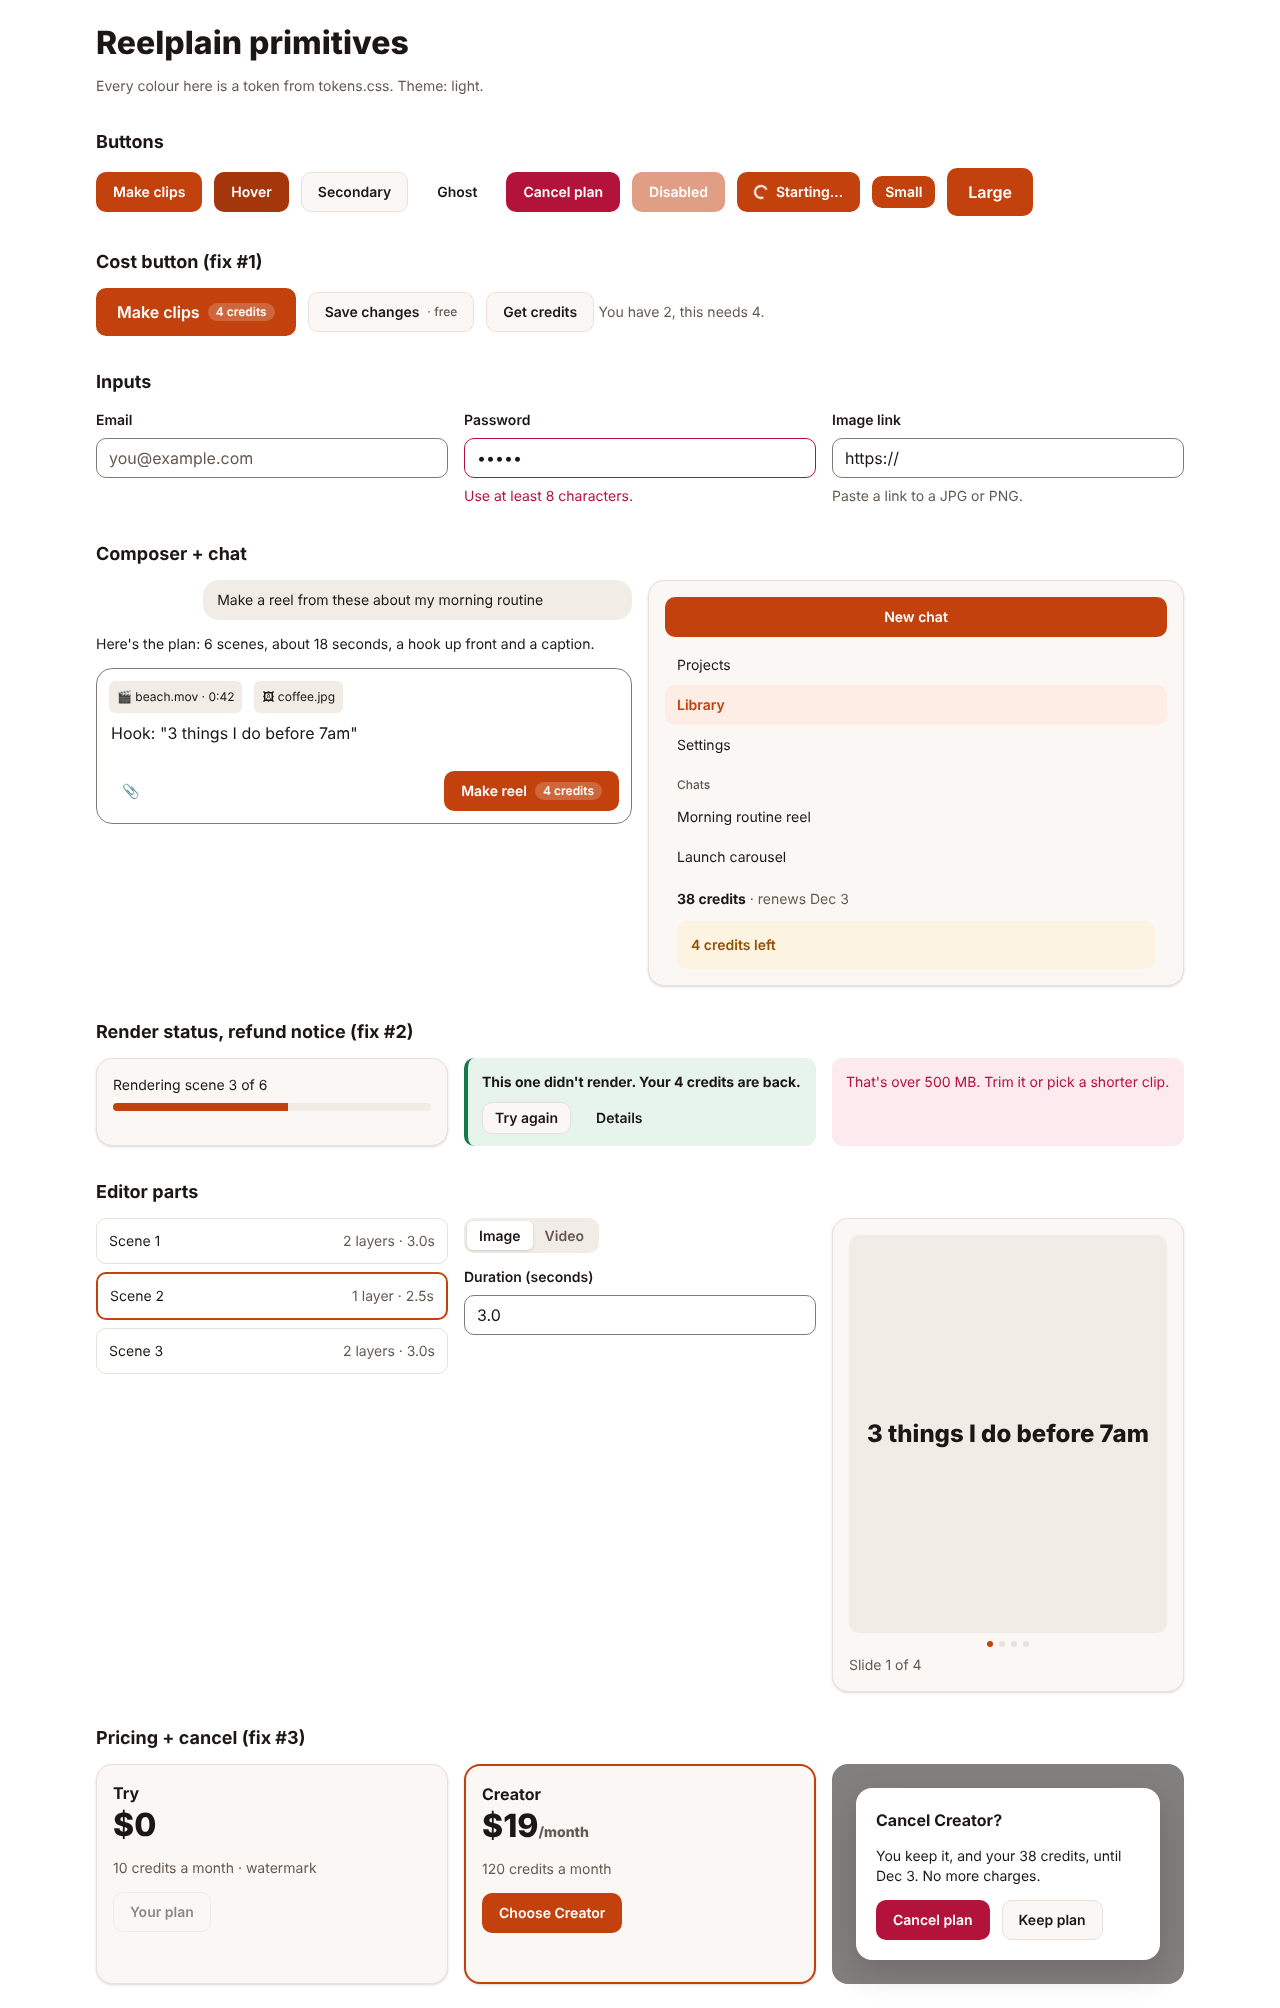 Reelplain primitives
Every colour here is a token from tokens.css. Theme: light.
Buttons
Make clips
Hover
Secondary
Ghost
Cancel plan
Disabled
Starting...
Small
Large
Cost button (fix #1)
Make clips 4 credits
Save changes · free
Get credits
You have 2, this needs 4.
Inputs
Email
you@example.com
Password
•••••
Use at least 8 characters.
Image link
https://
Paste a link to a JPG or PNG.
Composer + chat
Make a reel from these about my morning routine
Here's the plan: 6 scenes, about 18 seconds, a hook up front and a caption.
beach.mov · 0:42
coffee.jpg
Hook: "3 things I do before 7am"
Make reel 4 credits
New chat
Projects
Library
Settings
Chats
Morning routine reel
Launch carousel
38 credits · renews Dec 3
4 credits left
Render status, refund notice (fix #2)
Rendering scene 3 of 6
This one didn't render. Your 4 credits are back.
Try again
Details
That's over 500 MB. Trim it or pick a shorter clip.
Editor parts
Scene 1 2 layers · 3.0s
Scene 2 1 layer · 2.5s
Scene 3 2 layers · 3.0s
Image
Video
Duration (seconds)
3.0
3 things I do before 7am
Slide 1 of 4
Pricing + cancel (fix #3)
Try
$0
10 credits a month · watermark
Your plan
Creator
$19/month
120 credits a month
Choose Creator
Cancel Creator?
You keep it, and your 38 credits, until
Dec 3. No more charges.
Cancel plan
Keep plan